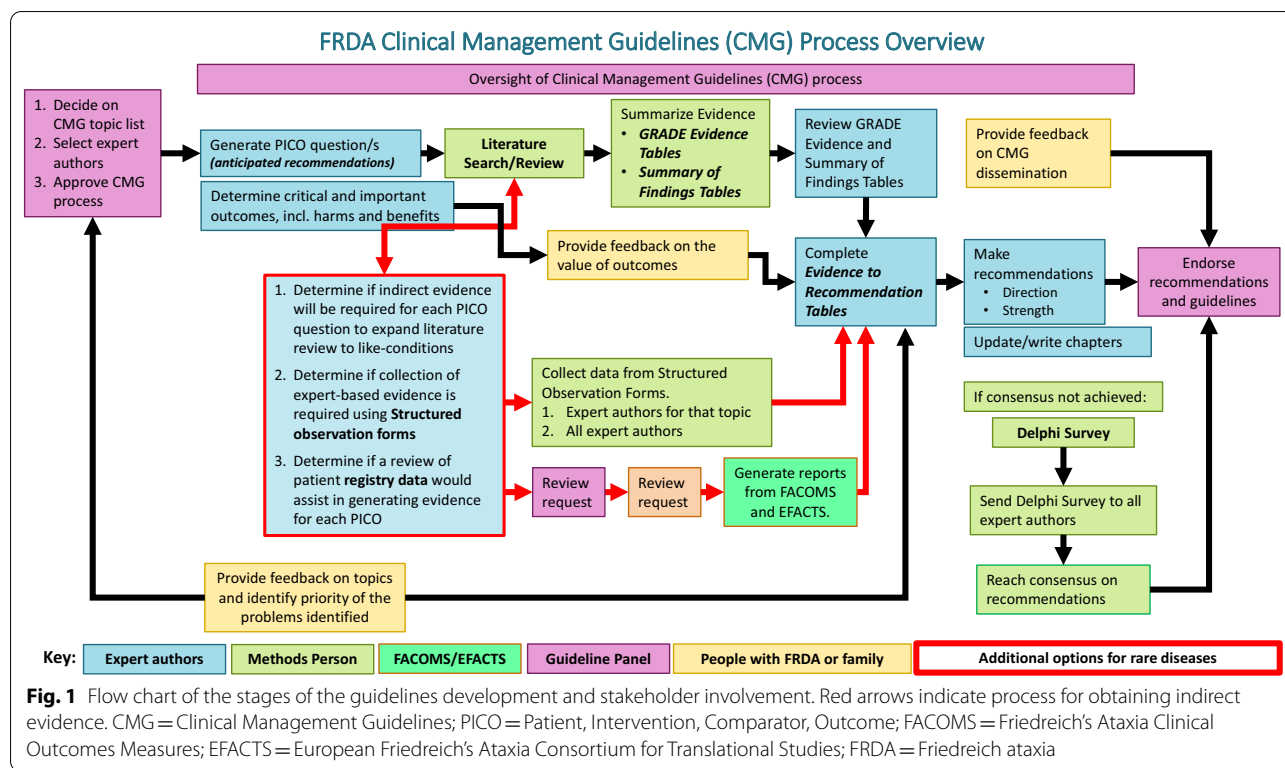 FRDA Clinical Management Guidelines (CMG) Process Overview
Oversight of Clinical Management Guidelines (CMG) process
1. Decide on
CMG topic list
2. Select expert
authors
3. Approve CMG
process
Generate PICO question/s
(anticipated recommendations)
Determine critical and important
outcomes, incl. harms and benefits
Literature
Search/Review
Summarize Evidence
• GRADE Evidence
Tables
• Summary of
Findings Tables
Review GRADE
Evidence and
Summary of
Findings Tables
Provide feedback
on CMG
dissemination
Provide feedback on the
value of outcomes
Complete
Evidence to
Recommendation
Tables
Make
recommendations
• Direction
• Strength
Update/write chapters
Endorse
recommendations
and guidelines
1. Determine if indirect evidence
will be required for each PICO
question to expand literature
review to like-conditions
2. Determine if collection of
expert-based evidence is
required using Structured
observation forms
3. Determine if a review of
patient registry data would
assist in generating evidence
for each PICO
Collect data from Structured
Observation Forms.
1. Expert authors for that topic
2. All expert authors
Review
request
Review
request
Generate reports
from FACOMS
and EFACTS.
If consensus not achieved:
Delphi Survey
Send Delphi Survey to all
expert authors
Reach consensus on
recommendations
Provide feedback on topics
and identify priority of the
problems identified
Key:
Expert authors
Methods Person
FACOMS/EFACTS
Guideline Panel
People with FRDA or family
Additional options for rare diseases
Fig. 1 Flow chart of the stages of the guidelines development and stakeholder involvement. Red arrows indicate process for obtaining indirect
evidence. CMG = Clinical Management Guidelines; PICO = Patient, Intervention, Comparator, Outcome; FACOMS = Friedreich's Ataxia Clinical
Outcomes Measures; EFACTS = European Friedreich's Ataxia Consortium for Translational Studies; FRDA = Friedreich ataxia